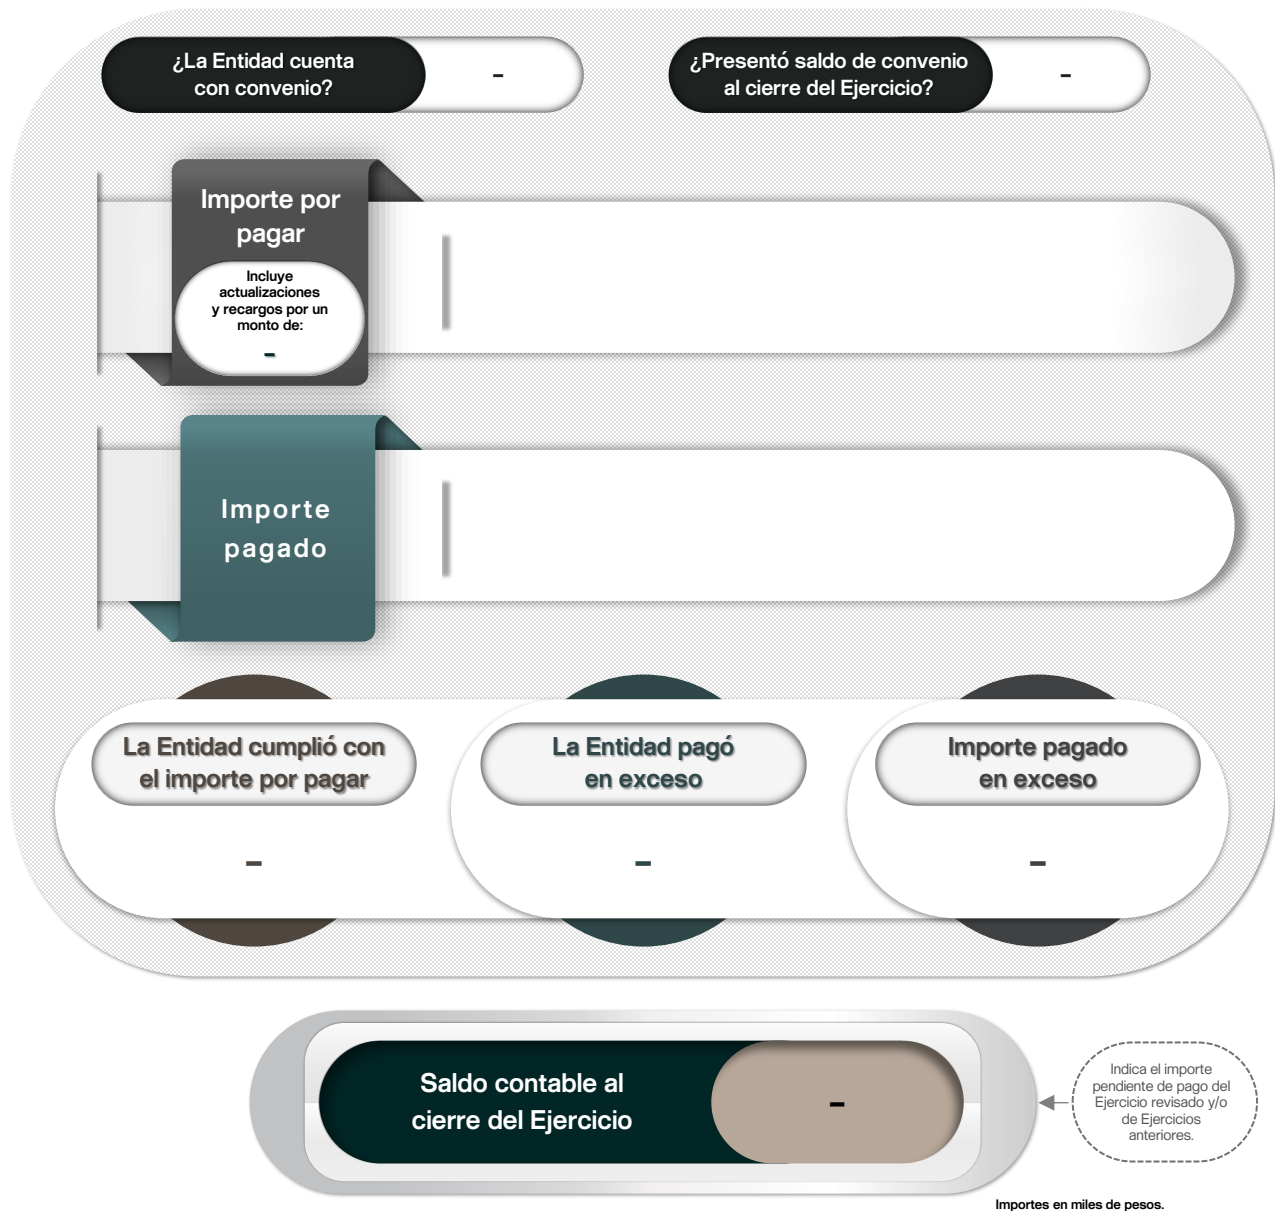 ¿La Entidad cuenta
con convenio?
-
¿Presentó saldo de convenio
al cierre del Ejercicio?
-
Importe por
pagar
Incluye
actualizaciones
y recargos por un
monto de:
-
Importe
pagado
La Entidad cumplió con
el importe por pagar
-
La Entidad pagó
en exceso
-
Importe pagado
en exceso
-
Saldo contable al
cierre del Ejercicio
-
Indica el importe
pendiente de pago del
Ejercicio revisado y/o
de Ejercicios
anteriores.
Importes en miles de pesos.